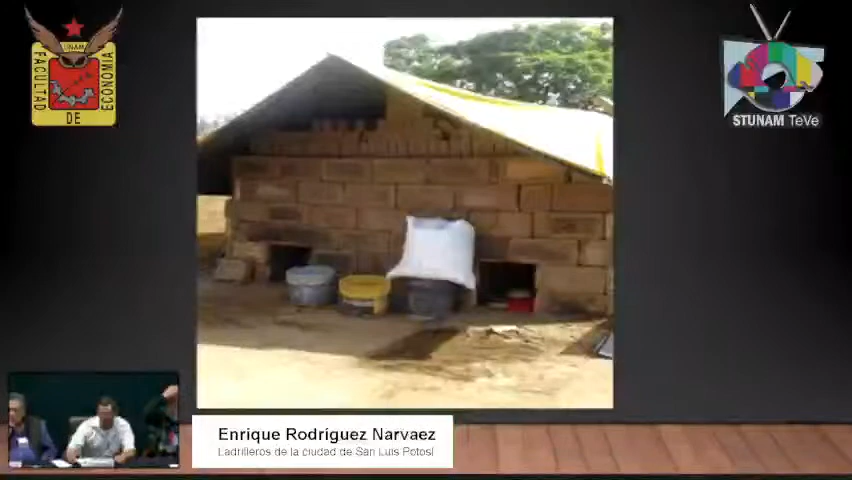 UNAM
FACULTAD
DE
ECONOMIA
STUNAM TeVe
Enrique Rodríguez Narvaez
Ladrilleros de la ciudad de San Luis Potosí